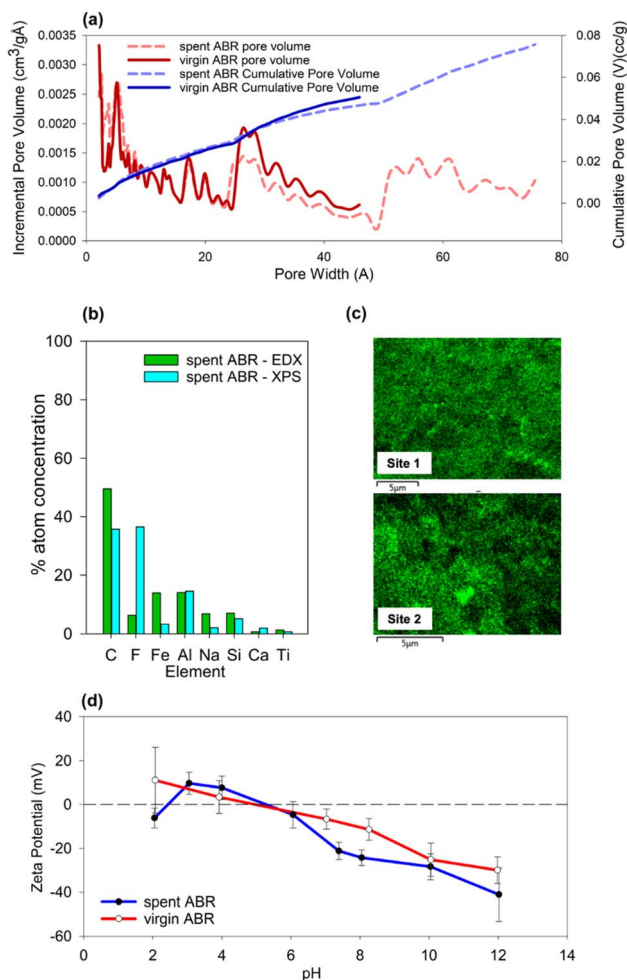 (a)
Incremental Pore Volume (cm³/gÅ)
0.0035
0.0030
0.0025
0.0020
0.0015
0.0010
0.0005
0.0000
spent ABR pore volume
virgin ABR pore volume
spent ABR Cumulative Pore Volume
virgin ABR Cumulative Pore Volume
0.08
0.06
0.04
0.02
0.00
Cumulative Pore Volume (V)(cc/g)
0 20 40 60 80
Pore Width (A)
(b)
% atom concentration
100
80
60
40
20
0
spent ABR - EDX
spent ABR - XPS
C F Fe Al Na Si Ca Ti
Element
(c)
Site 1
5µm
Site 2
5µm
(d)
Zeta Potential (mV)
40
20
0
-20
-40
-60
spent ABR
virgin ABR
0 2 4 6 8 10 12 14
pH